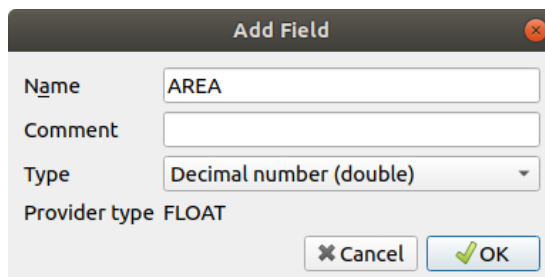 Add Field
Name AREA
Comment
Type Decimal number (double)
Provider type FLOAT
Cancel OK